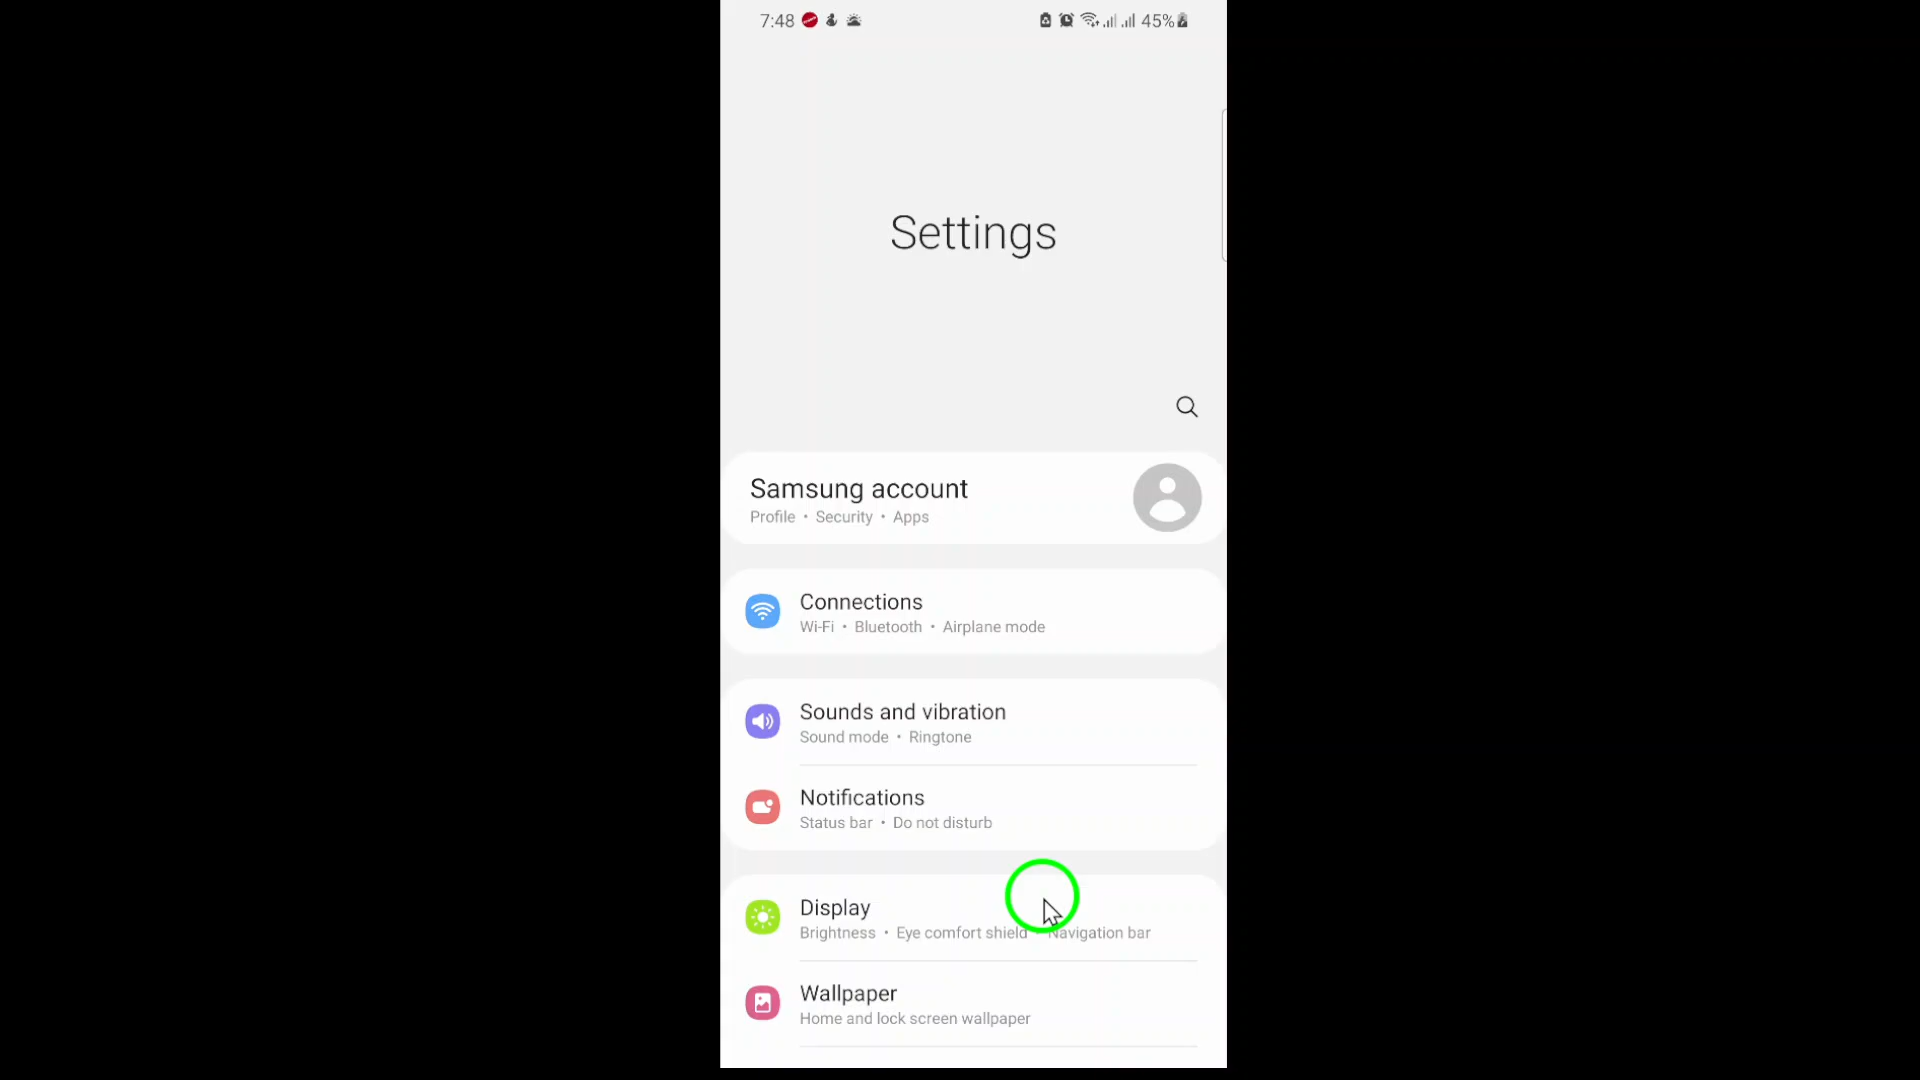 7:48 45%
Settings
Samsung account
Profile • Security • Apps
Connections
Wi-Fi • Bluetooth • Airplane mode
Sounds and vibration
Sound mode • Ringtone
Notifications
Status bar • Do not disturb
Display
Brightness • Eye comfort shield • Navigation bar
Wallpaper
Home and lock screen wallpaper